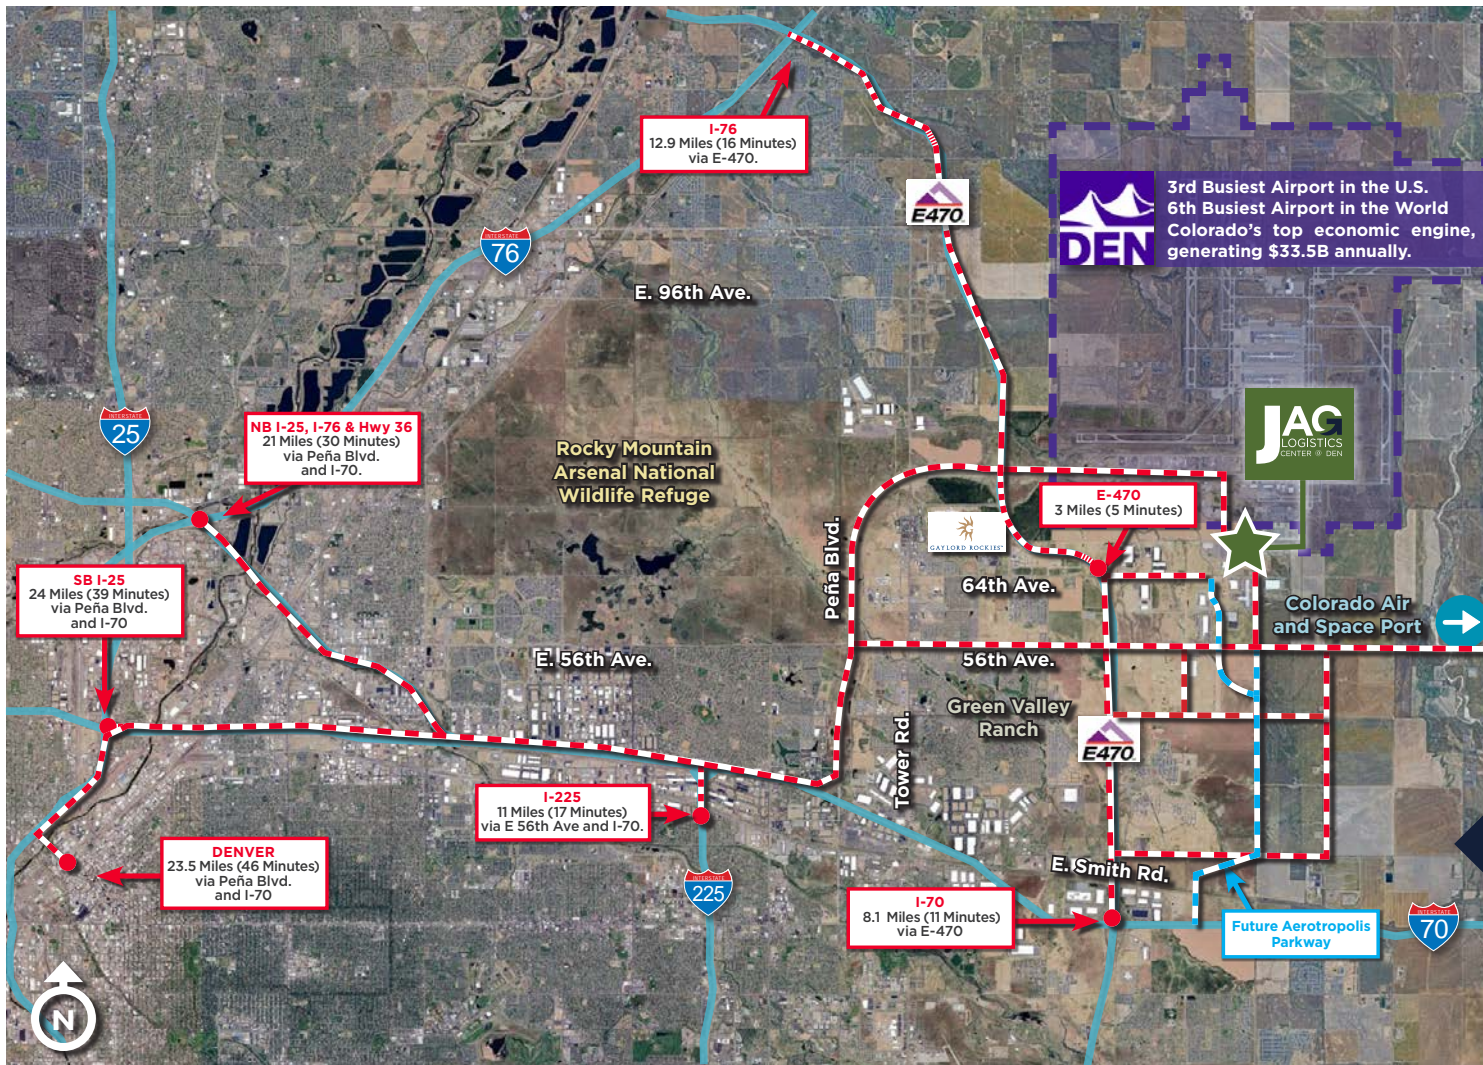 I-76
12.9 Miles (16 Minutes)
via E-470.
E470
DEN
3rd Busiest Airport in the U.S.
6th Busiest Airport in the World
Colorado's top economic engine,
generating $33.5B annually.
INTERSTATE
76
E. 96th Ave.
INTERSTATE
25
NB I-25, I-76 & Hwy 36
21 Miles (30 Minutes)
via Peña Blvd.
and I-70.
Rocky Mountain
Arsenal National
Wildlife Refuge
JAG
LOGISTICS
CENTER @ DEN
E-470
3 Miles (5 Minutes)
GAYLORD ROCKIES
Peña Blvd.
64th Ave.
SB I-25
24 Miles (39 Minutes)
via Peña Blvd.
and I-70
Colorado Air
and Space Port
E. 56th Ave.
56th Ave.
Green Valley
Ranch
Tower Rd.
E470
I-225
11 Miles (17 Minutes)
via E 56th Ave and I-70.
DENVER
23.5 Miles (46 Minutes)
via Peña Blvd.
and I-70
INTERSTATE
225
E. Smith Rd.
I-70
8.1 Miles (11 Minutes)
via E-470
Future Aerotropolis
Parkway
INTERSTATE
70
N